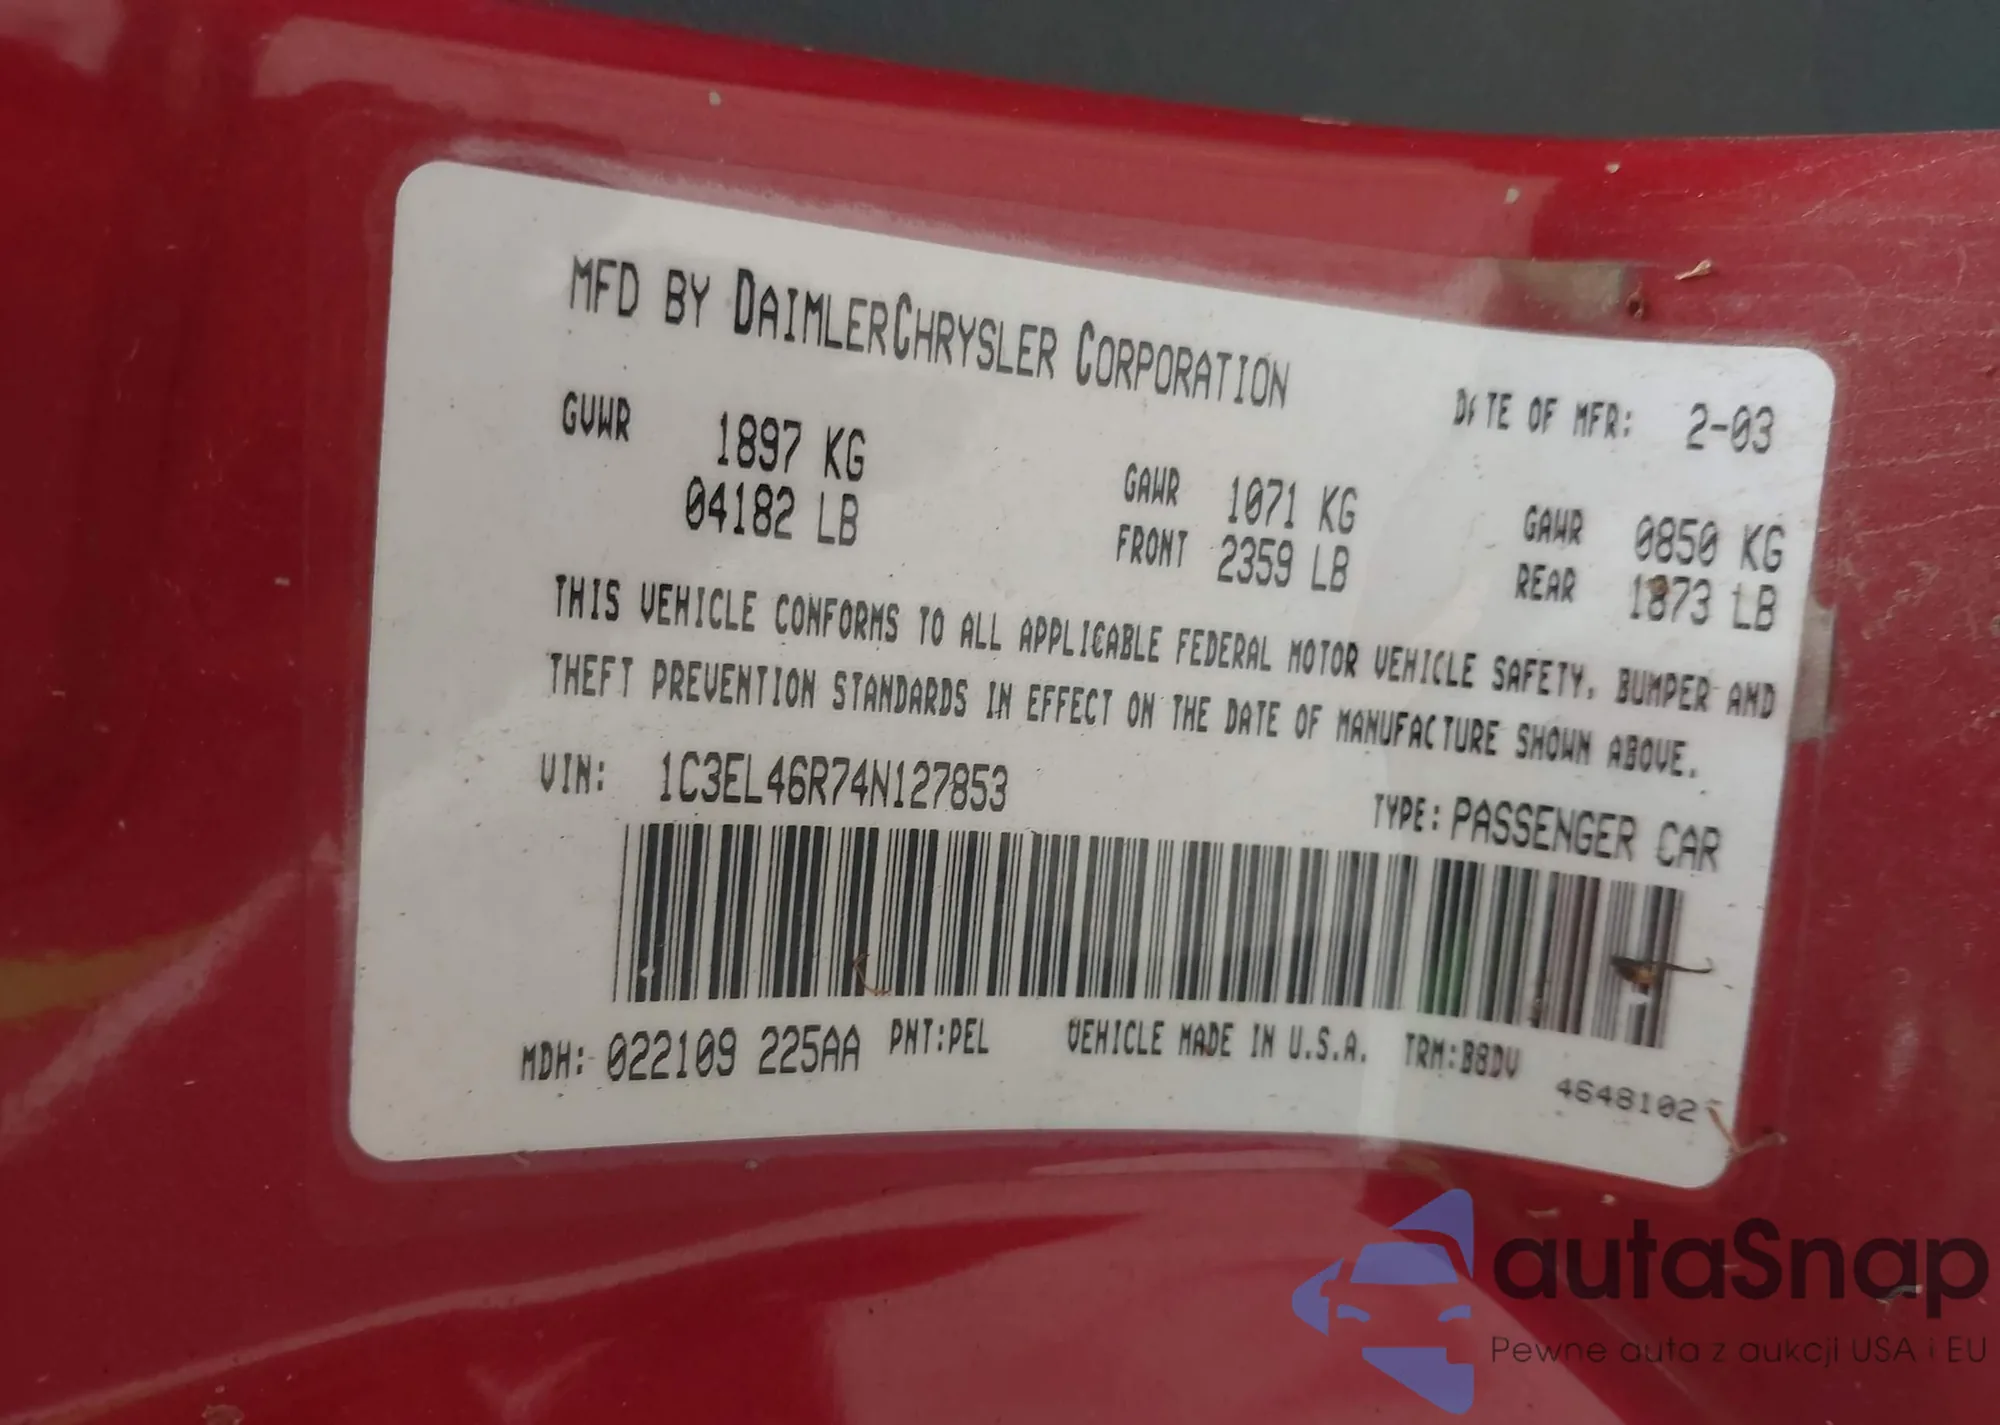 MFD BY DAIMLERCHRYSLER CORPORATION
DATE OF MFR: 2-03
GVWR 1897 KG
04182 LB
GAWR 1071 KG
FRONT 2359 LB
GAWR 0850 KG
REAR 1873 LB
THIS VEHICLE CONFORMS TO ALL APPLICABLE FEDERAL MOTOR VEHICLE SAFETY, BUMPER AND
THEFT PREVENTION STANDARDS IN EFFECT ON THE DATE OF MANUFACTURE SHOWN ABOVE.
VIN: 1C3EL46R74N127853
TYPE: PASSENGER CAR
MDH: 022109 225AA PNT:PEL VEHICLE MADE IN U.S.A. TRM:B8DV
4648102
autaSnap
Pewne auta z aukcji USA i EU